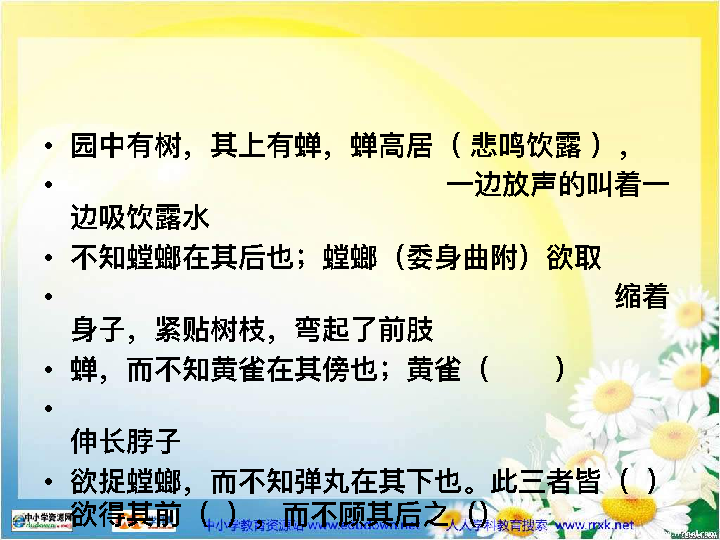 • 园中有树，其上有蝉，蝉高居（ 悲鸣饮露 ），
• 一边放声的叫着一
边吸饮露水
• 不知螳螂在其后也；螳螂（委身曲附）欲取
• 缩着
身子，紧贴树枝，弯起了前肢
• 蝉，而不知黄雀在其傍也；黄雀（ ）
•
伸长脖子
• 欲捉螳螂，而不知弹丸在其下也。此三者皆（ ）
欲得其前（ ），而不顾其后之（）
中小学资源网
中小学教育资源站 www.edudown.net 人人学科教育搜索 www.rrxk.net